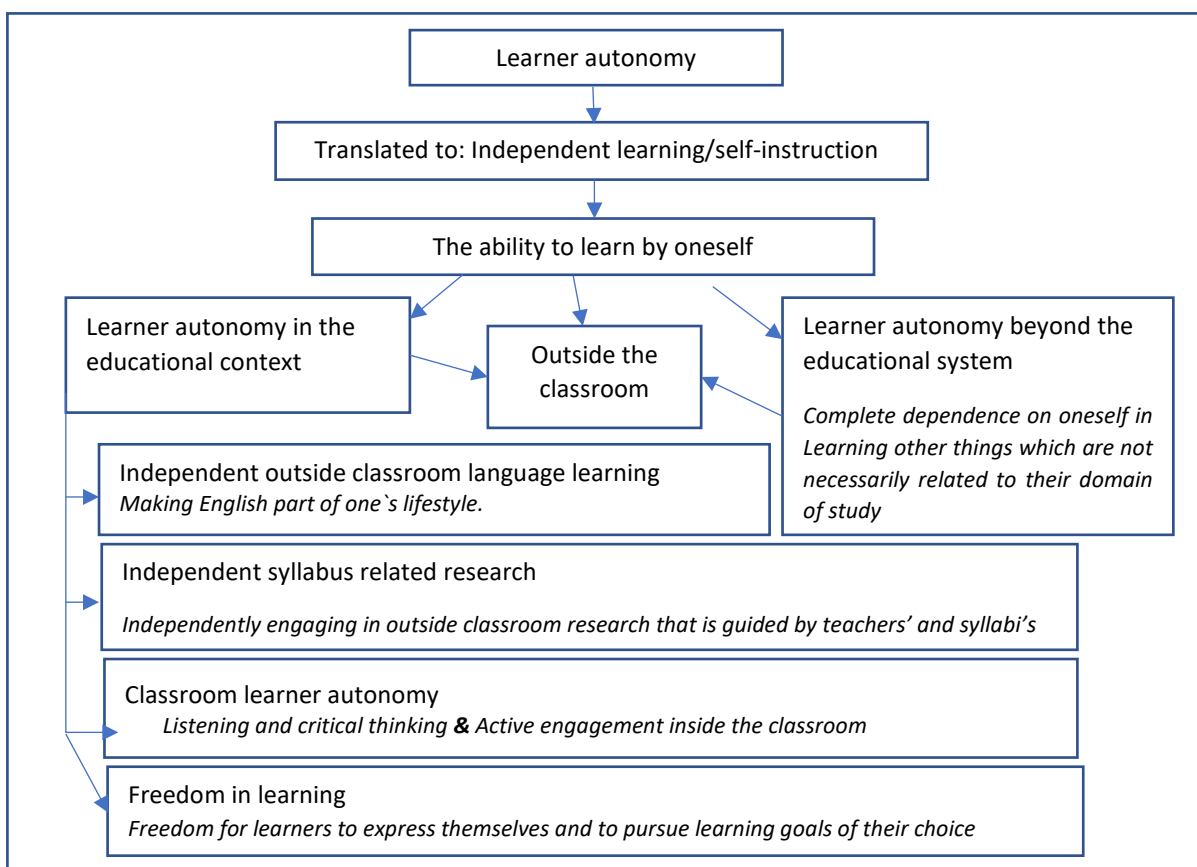 Learner autonomy
Translated to: Independent learning/self-instruction
The ability to learn by oneself
Learner autonomy in the
educational context
Outside the
classroom
Learner autonomy beyond the
educational system
Complete dependence on oneself in
Learning other things which are not
necessarily related to their domain
of study
Independent outside classroom language learning
Making English part of one`s lifestyle.
Independent syllabus related research
Independently engaging in outside classroom research that is guided by teachers’ and syllabi’s
Classroom learner autonomy
Listening and critical thinking & Active engagement inside the classroom
Freedom in learning
Freedom for learners to express themselves and to pursue learning goals of their choice